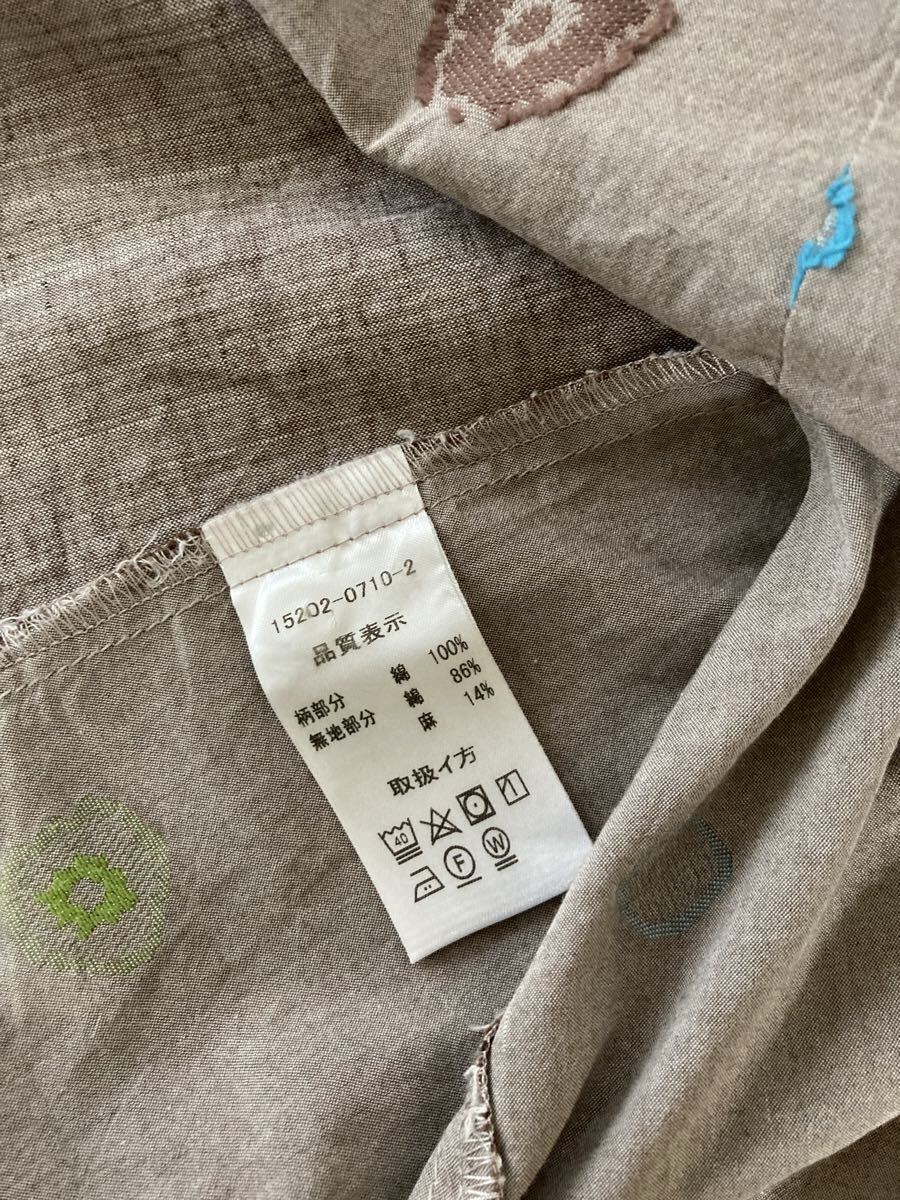 15202-0710-2
品質表示
柄部分 綿 100%
無地部分 綿 86%
麻 14%
取扱イ方
40
F W